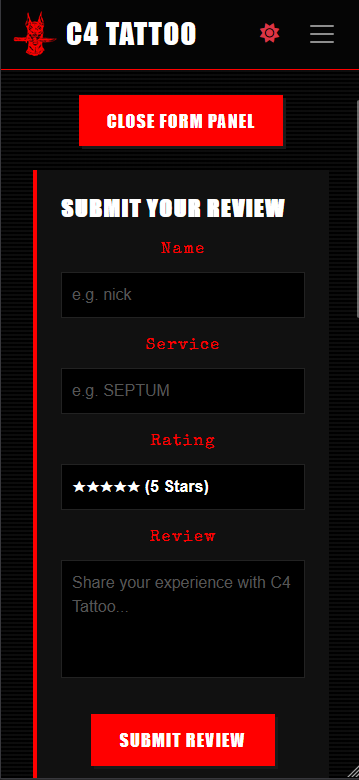 C4 TATTOO
CLOSE FORM PANEL
SUBMIT YOUR REVIEW
Name
e.g. nick
Service
e.g. SEPTUM
Rating
★★★★★ (5 Stars)
Review
Share your experience with C4
Tattoo...
SUBMIT REVIEW